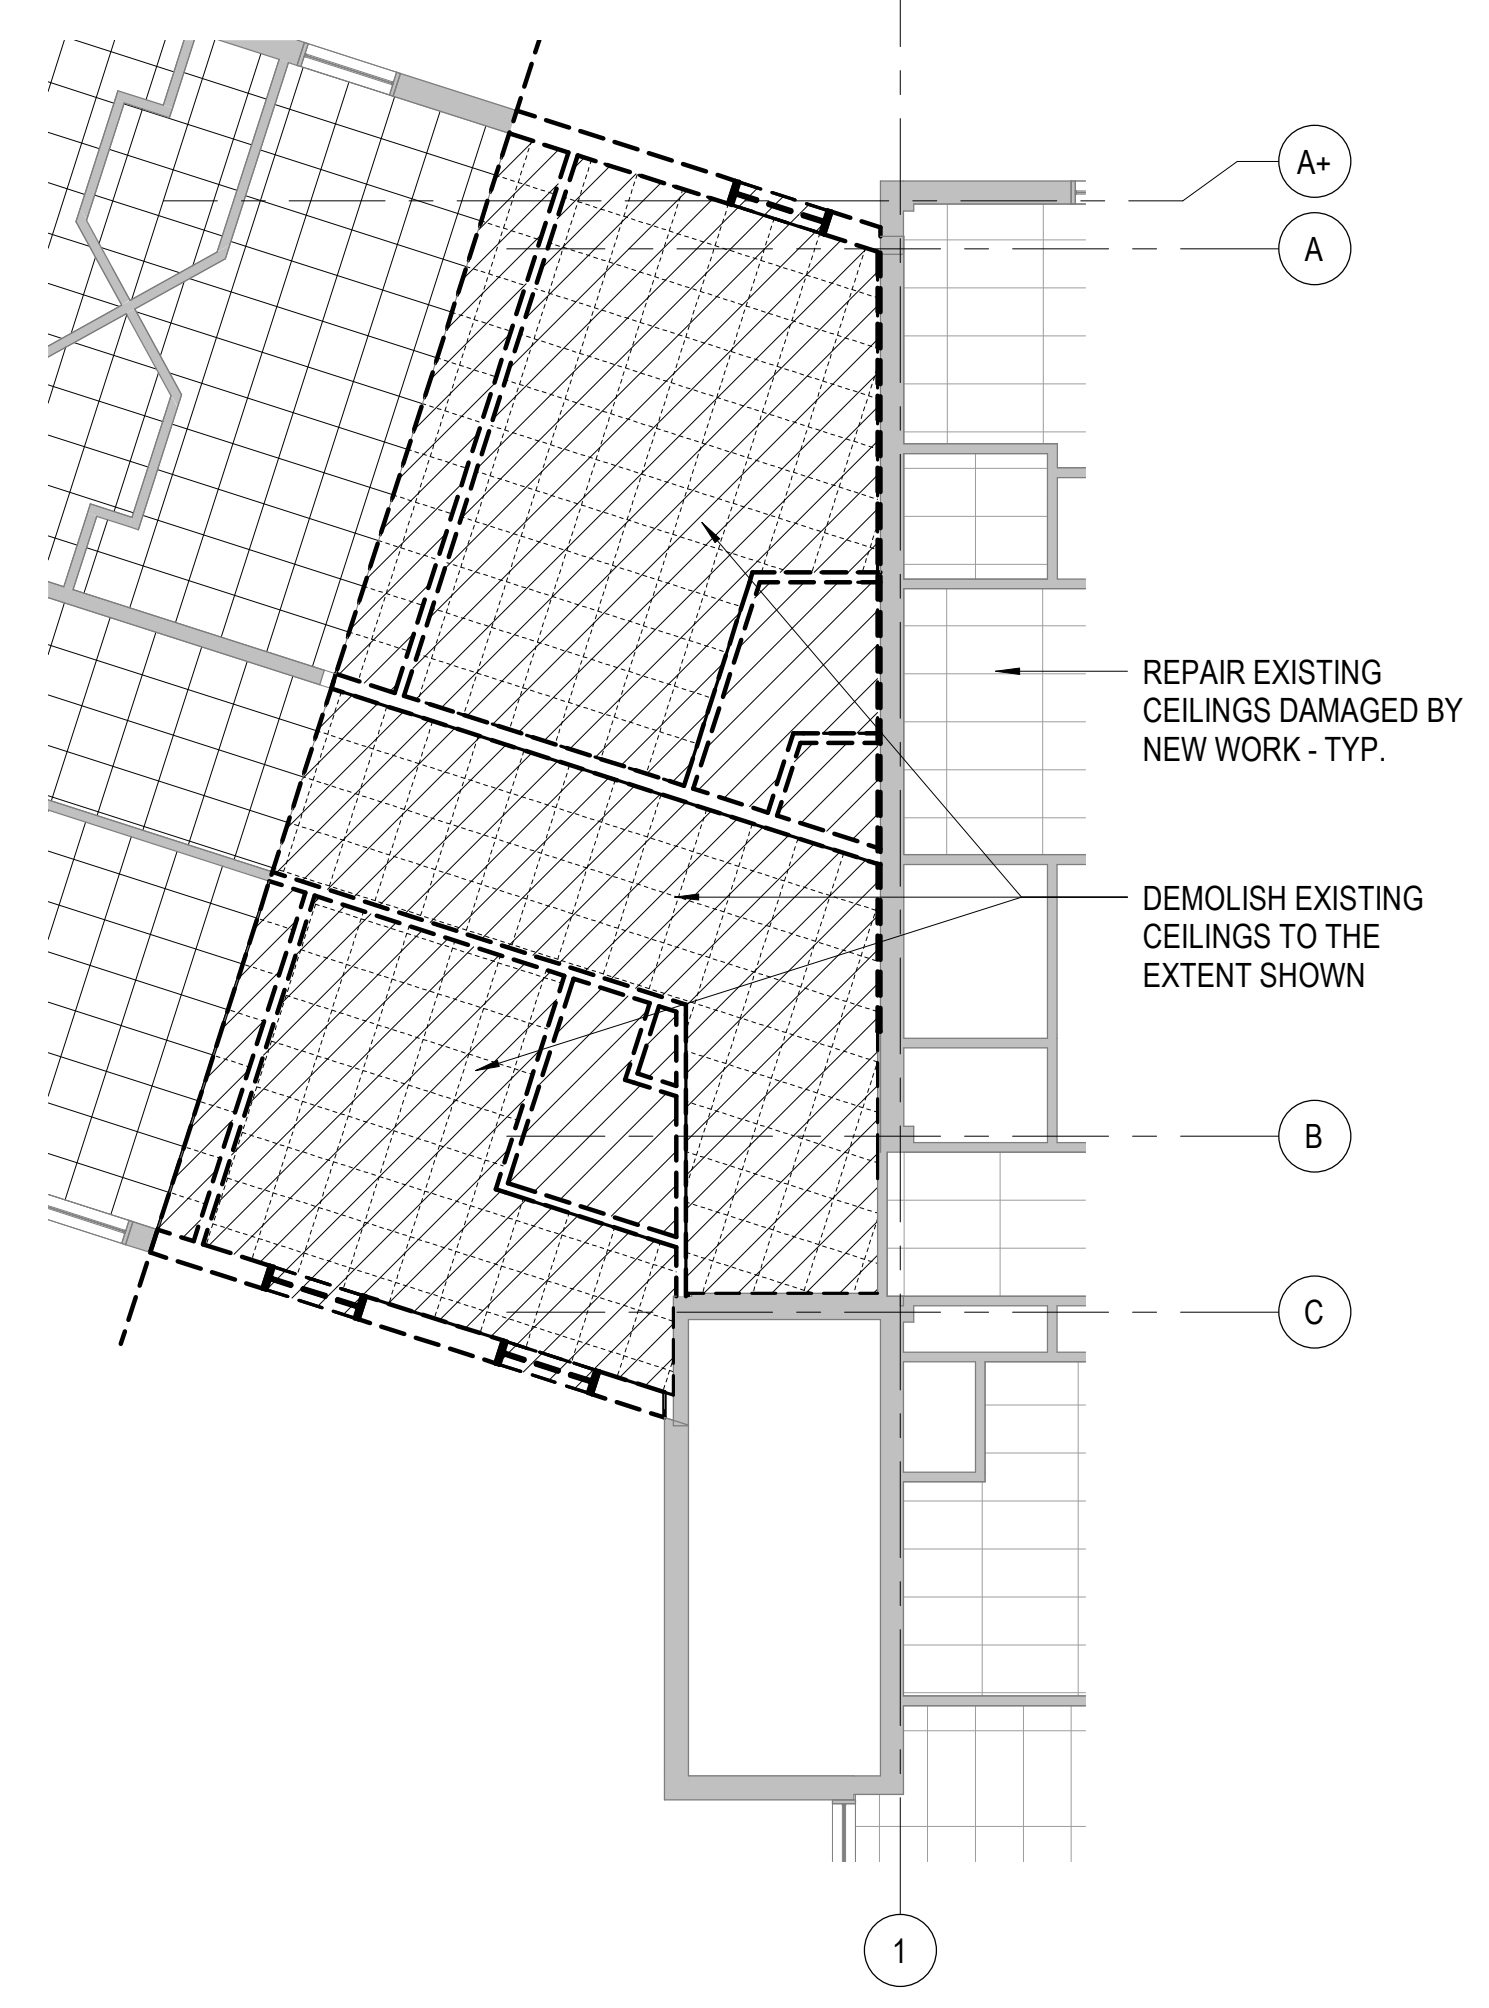 A+
A
REPAIR EXISTING
CEILINGS DAMAGED BY
NEW WORK - TYP.
DEMOLISH EXISTING
CEILINGS TO THE
EXTENT SHOWN
B
C
1